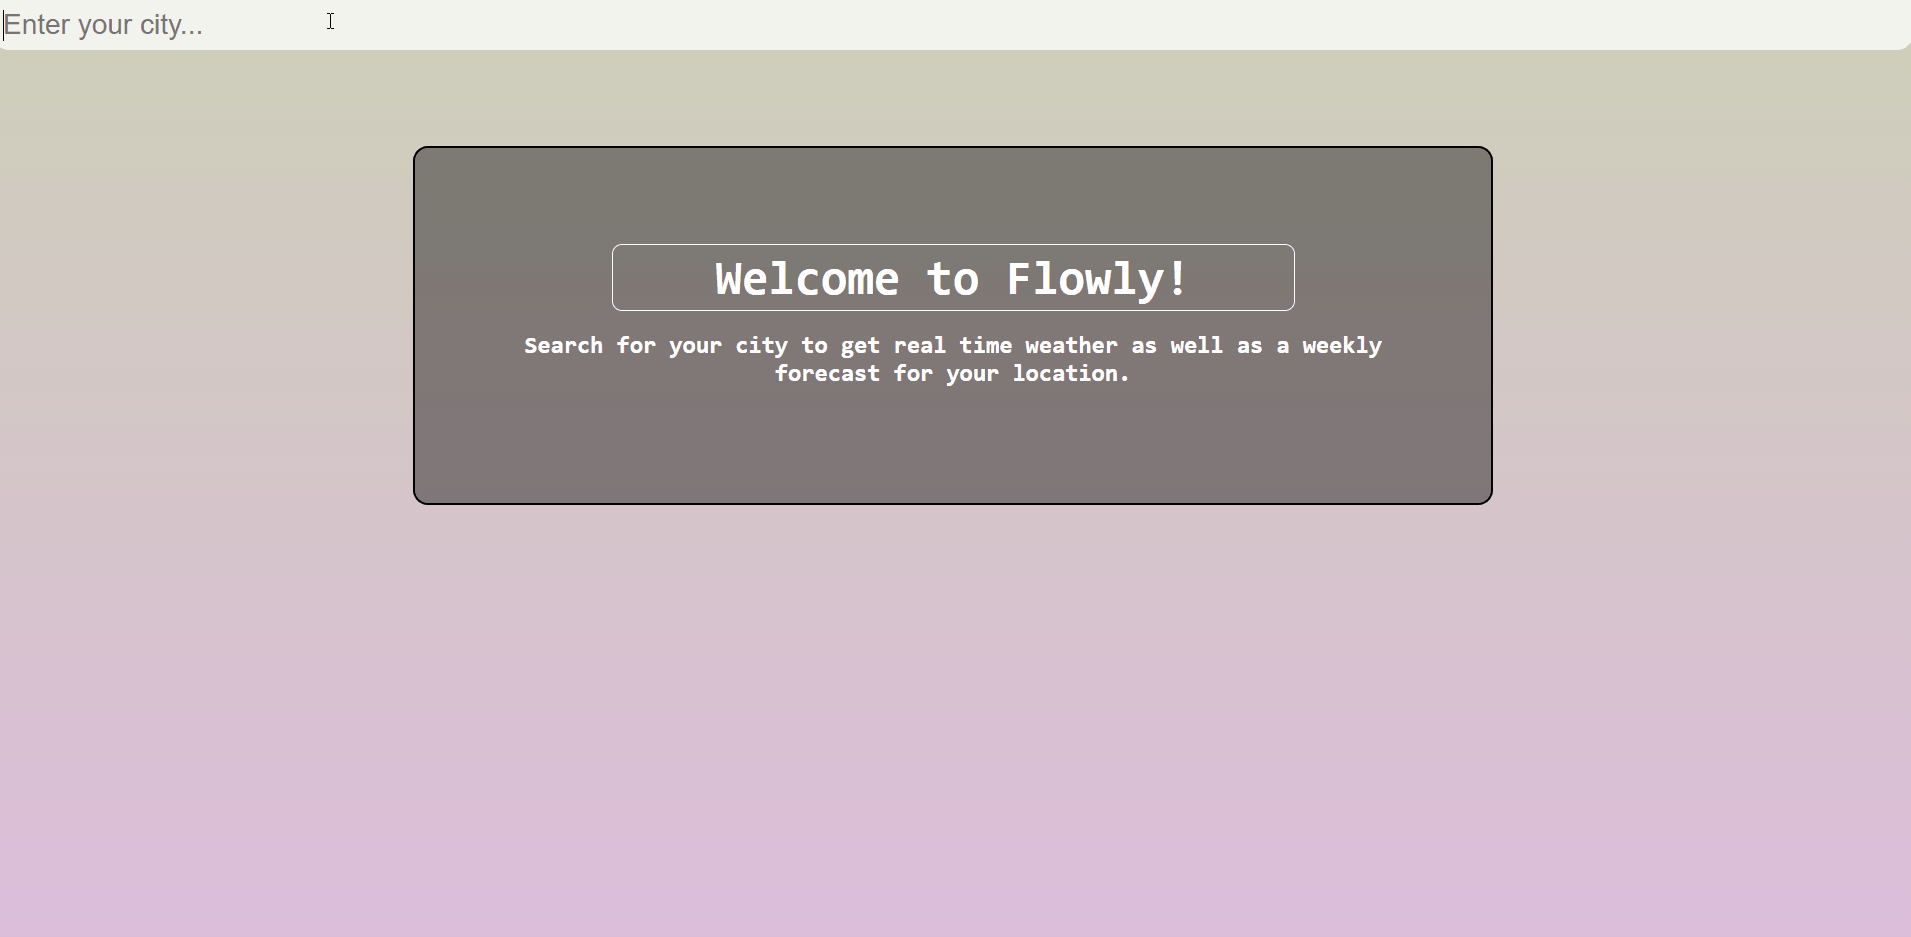 Enter your city...
Welcome to Flowly!
Search for your city to get real time weather as well as a weekly
forecast for your location.